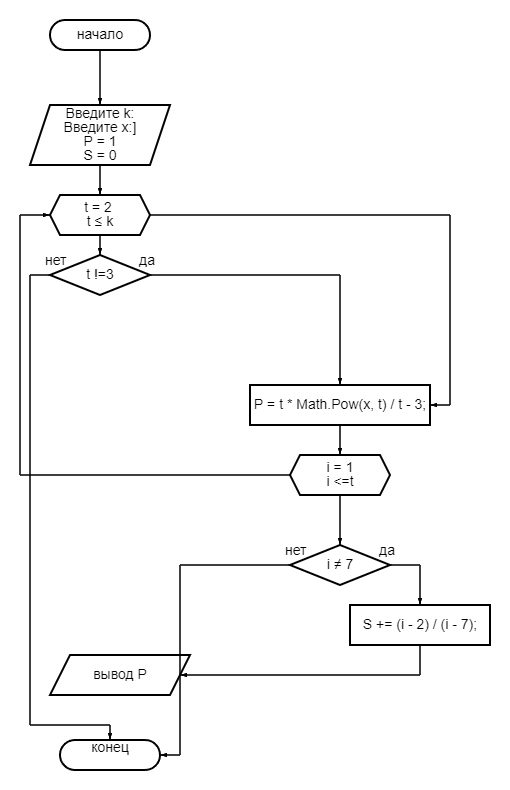 начало
Введите k:
Введите x:]
P = 1
S = 0
t = 2
t ≤ k
нет
да
t !=3
P = t * Math.Pow(x, t) / t - 3;
i = 1
i <=t
нет
да
i ≠ 7
S += (i - 2) / (i - 7);
вывод P
конец